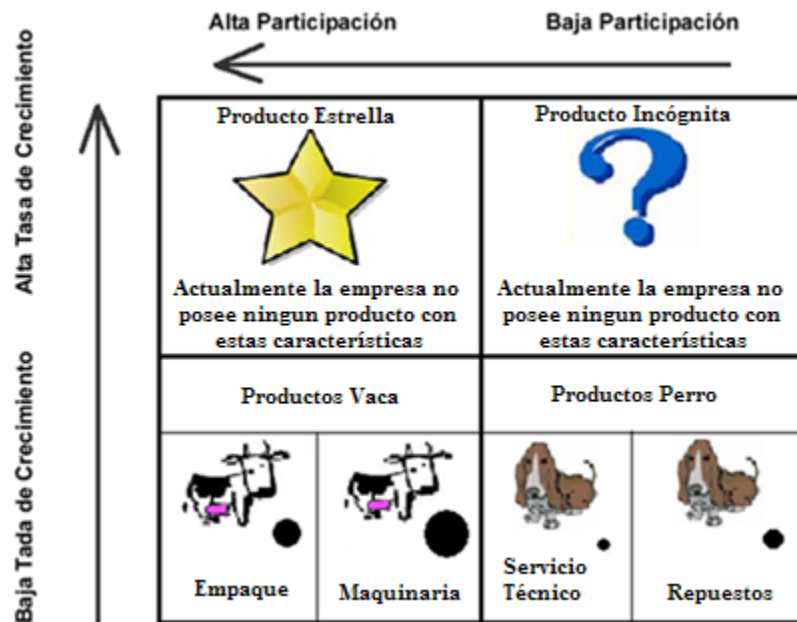 Alta Participación
Baja Participación
Alta Tasa de Crecimiento
Producto Estrella
Producto Incógnita
Actualmente la empresa no
posee ningun producto con
estas características
Actualmente la empresa no
posee ningun producto con
estas características
Baja Tada de Crecimiento
Productos Vaca
Productos Perro
Empaque
Maquinaria
Servicio
Técnico
Repuestos